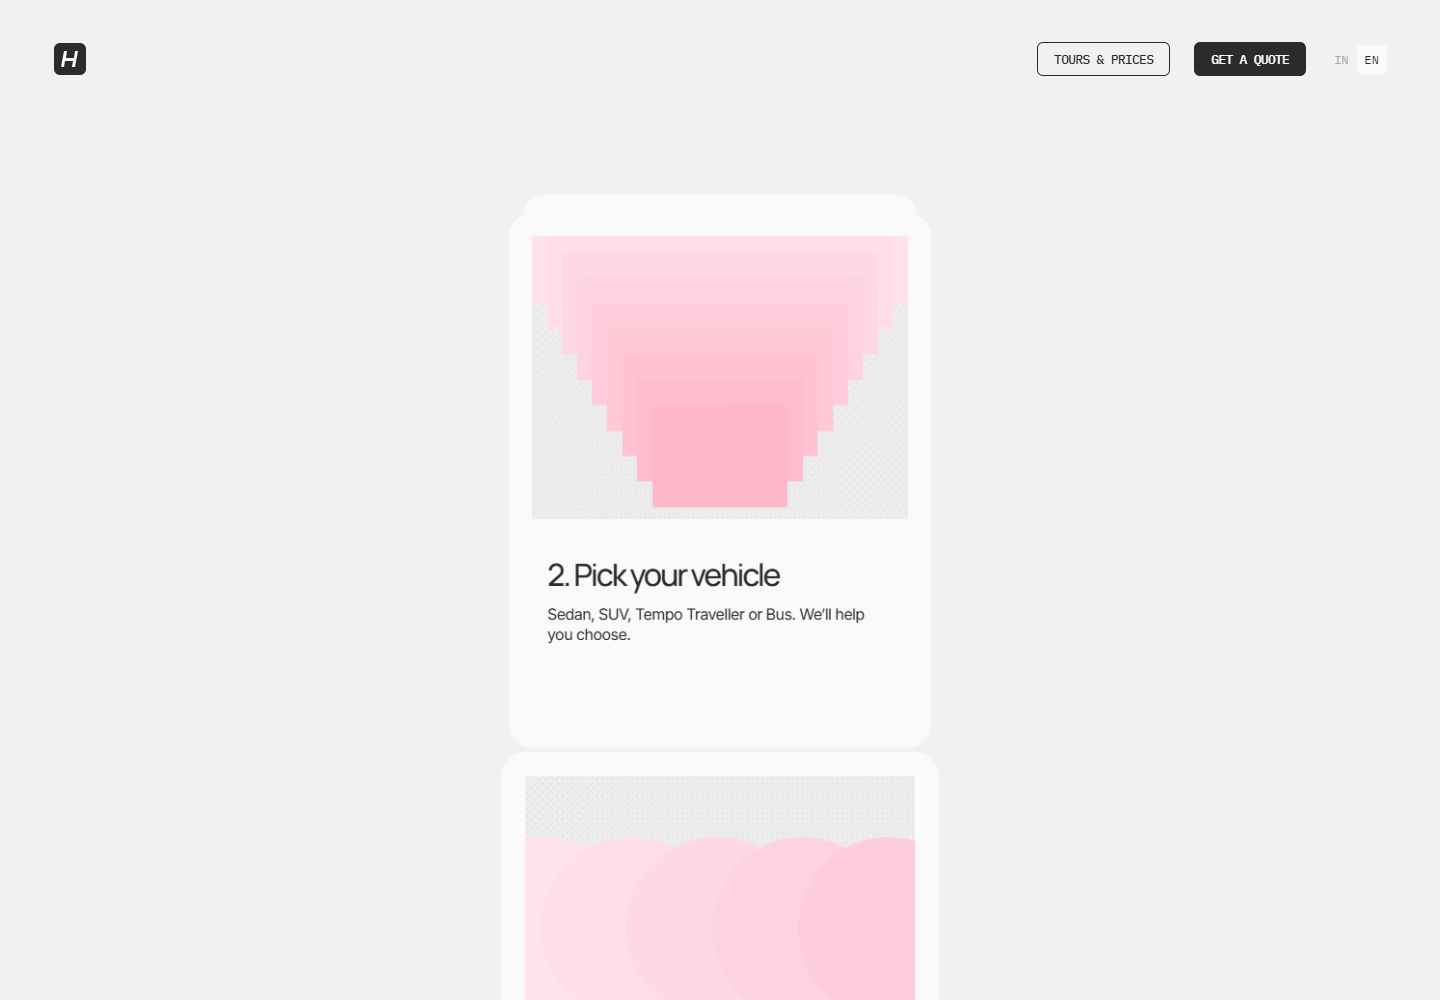 H
TOURS & PRICES
GET A QUOTE
IN
EN
2. Pick your vehicle
Sedan, SUV, Tempo Traveller or Bus. We’ll help
you choose.